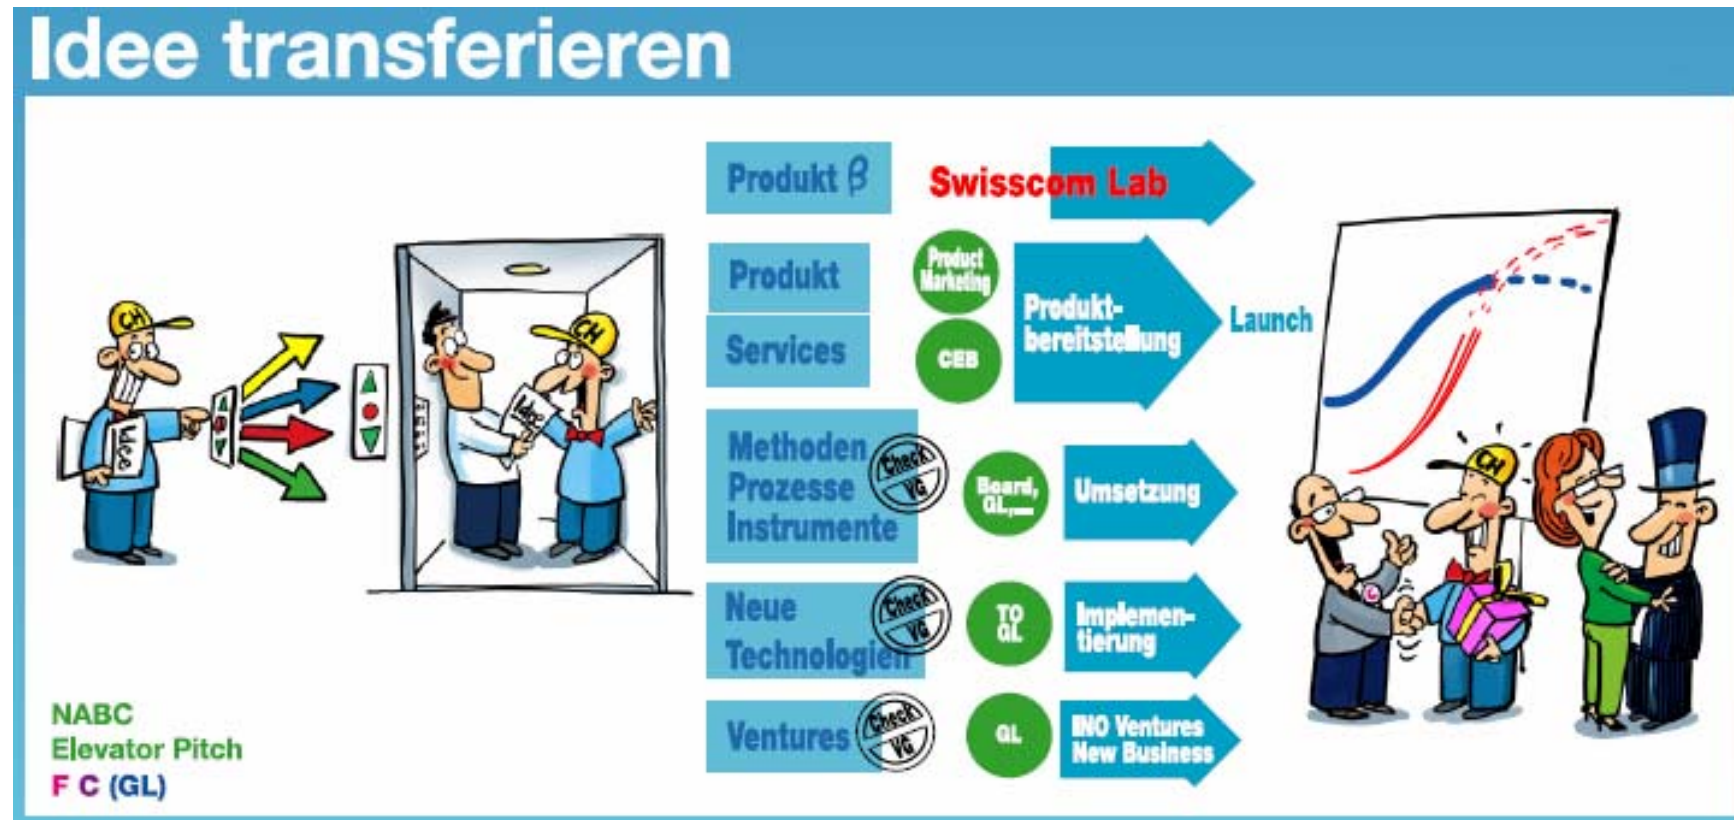 Idee transferieren
CH
Idee
Idee
CH
Produkt β
Swisscom Lab
Produkt
Services
Product
Marketing
CEB
Produkt-
bereitstellung
Launch
Methoden
Prozesse
Instrumente
Check
VG
Board,
GL,...
Umsetzung
Neue
Technologien
Check
VG
TO
GL
Implemen-
tierung
Ventures
Check
VG
GL
INO Ventures
New Business
CH
NABC
Elevator Pitch
F C (GL)